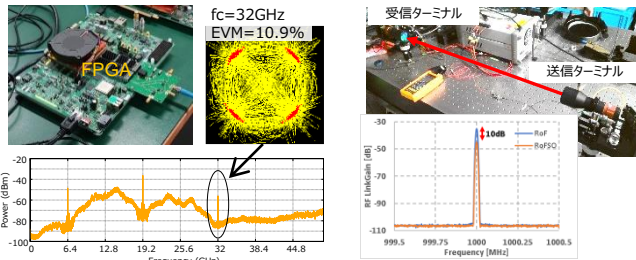 fc=32GHz
EVM=10.9%
FPGA
-20
-40
-60
-80
-100
Power (dBm)
0
6.4
12.8
19.2
25.6
32
38.4
44.8
Frequency (GHz)
受信ターミナル
送信ターミナル
-30
-50
-70
-90
-110
RF LinkGain [dB]
10dB
RoF
RoFSO
999.5
999.75
1000
1000.25
1000.5
Frequency [MHz]